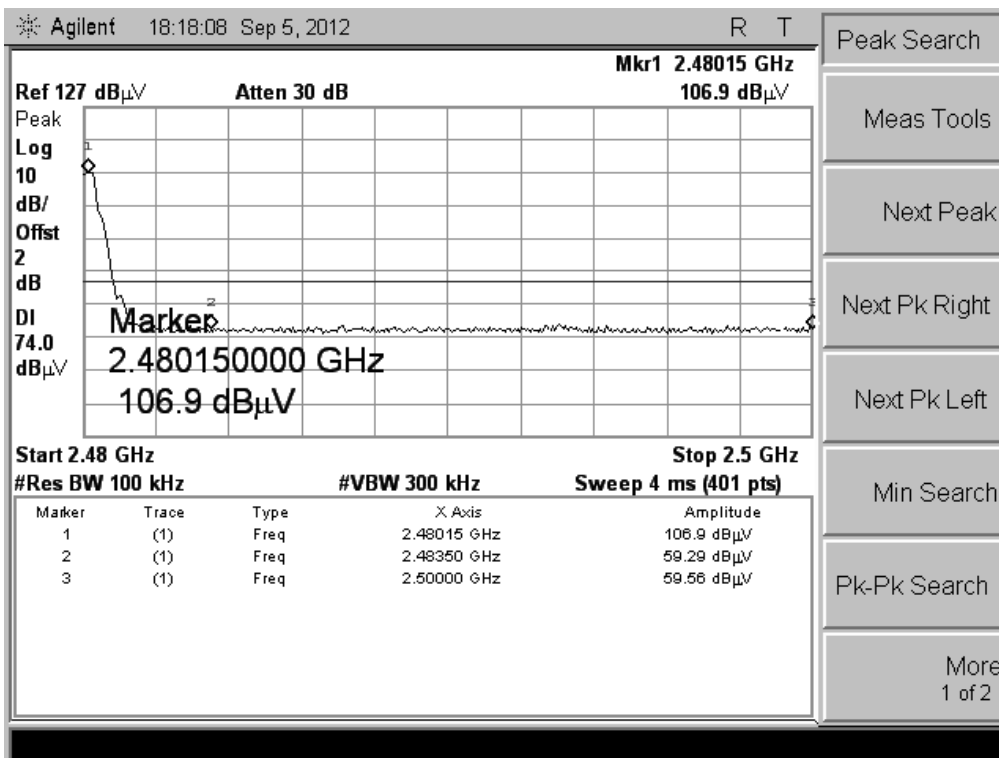 Agilent 18:18:08 Sep 5, 2012 R T
Mkr1 2.48015 GHz
Ref 127 dBµV Atten 30 dB 106.9 dBµV
Peak
Log
10
dB/
Offst
2
dB
DI
74.0
dBµV
1
2
3
Marker
2.480150000 GHz
106.9 dBµV
Start 2.48 GHz Stop 2.5 GHz
#Res BW 100 kHz #VBW 300 kHz Sweep 4 ms (401 pts)
Marker Trace Type X Axis Amplitude
1 (1) Freq 2.48015 GHz 106.9 dBµV
2 (1) Freq 2.48350 GHz 59.29 dBµV
3 (1) Freq 2.50000 GHz 59.56 dBµV
Peak Search
Meas Tools
Next Peak
Next Pk Right
Next Pk Left
Min Search
Pk-Pk Search
More
1 of 2